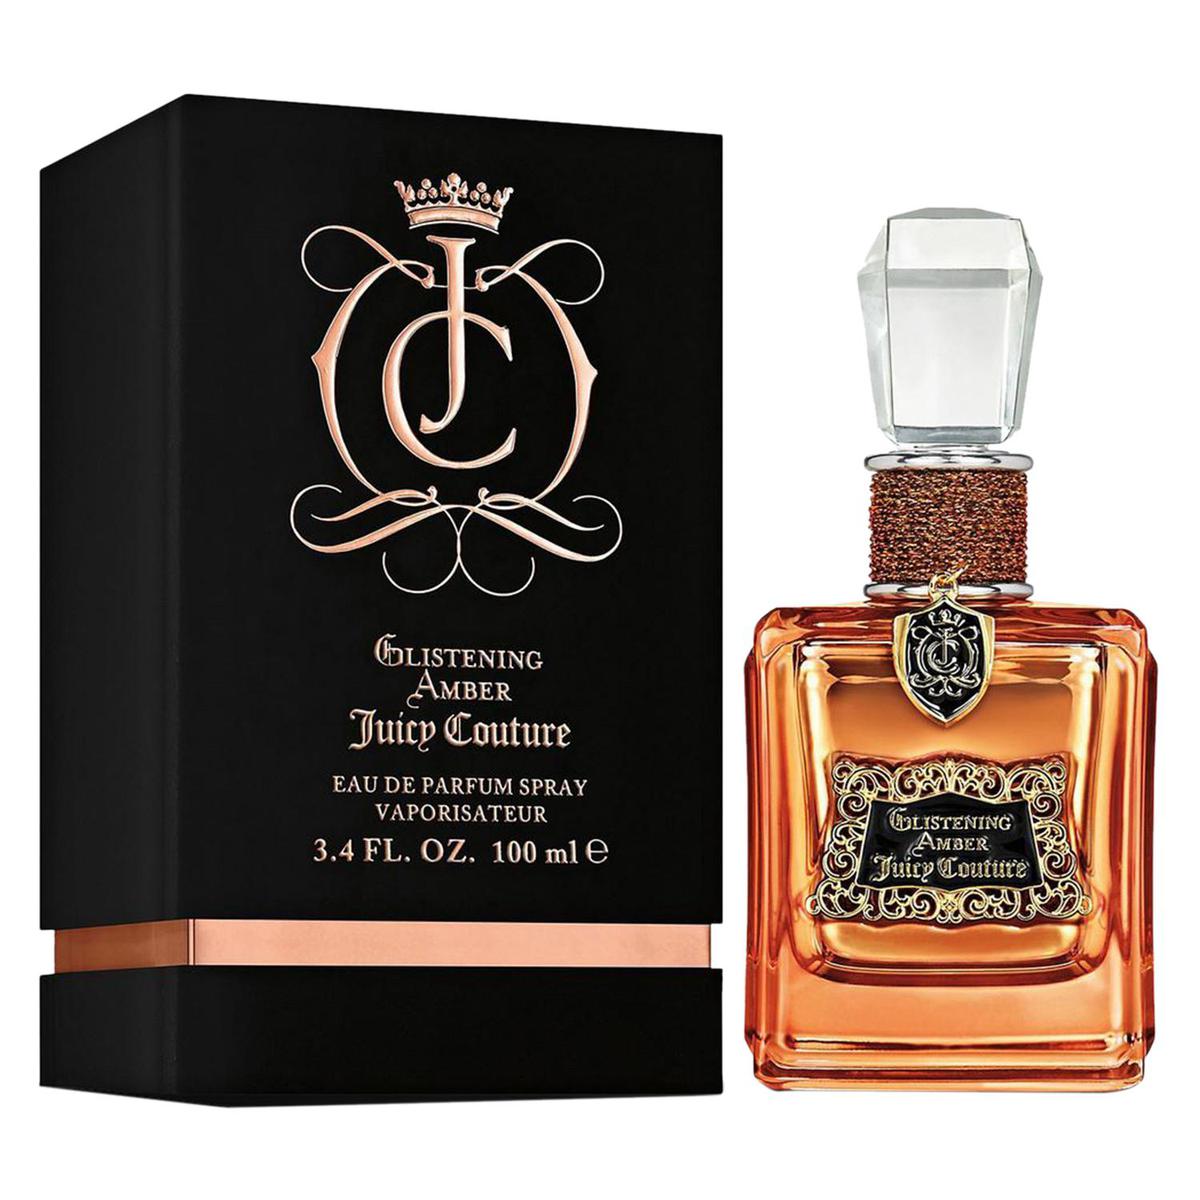 JC
GLISTENING
AMBER
Juicy Couture
EAU DE PARFUM SPRAY
VAPORISATEUR
3.4 FL. OZ. 100 ml ℮
JC
GLISTENING
AMBER
Juicy Couture